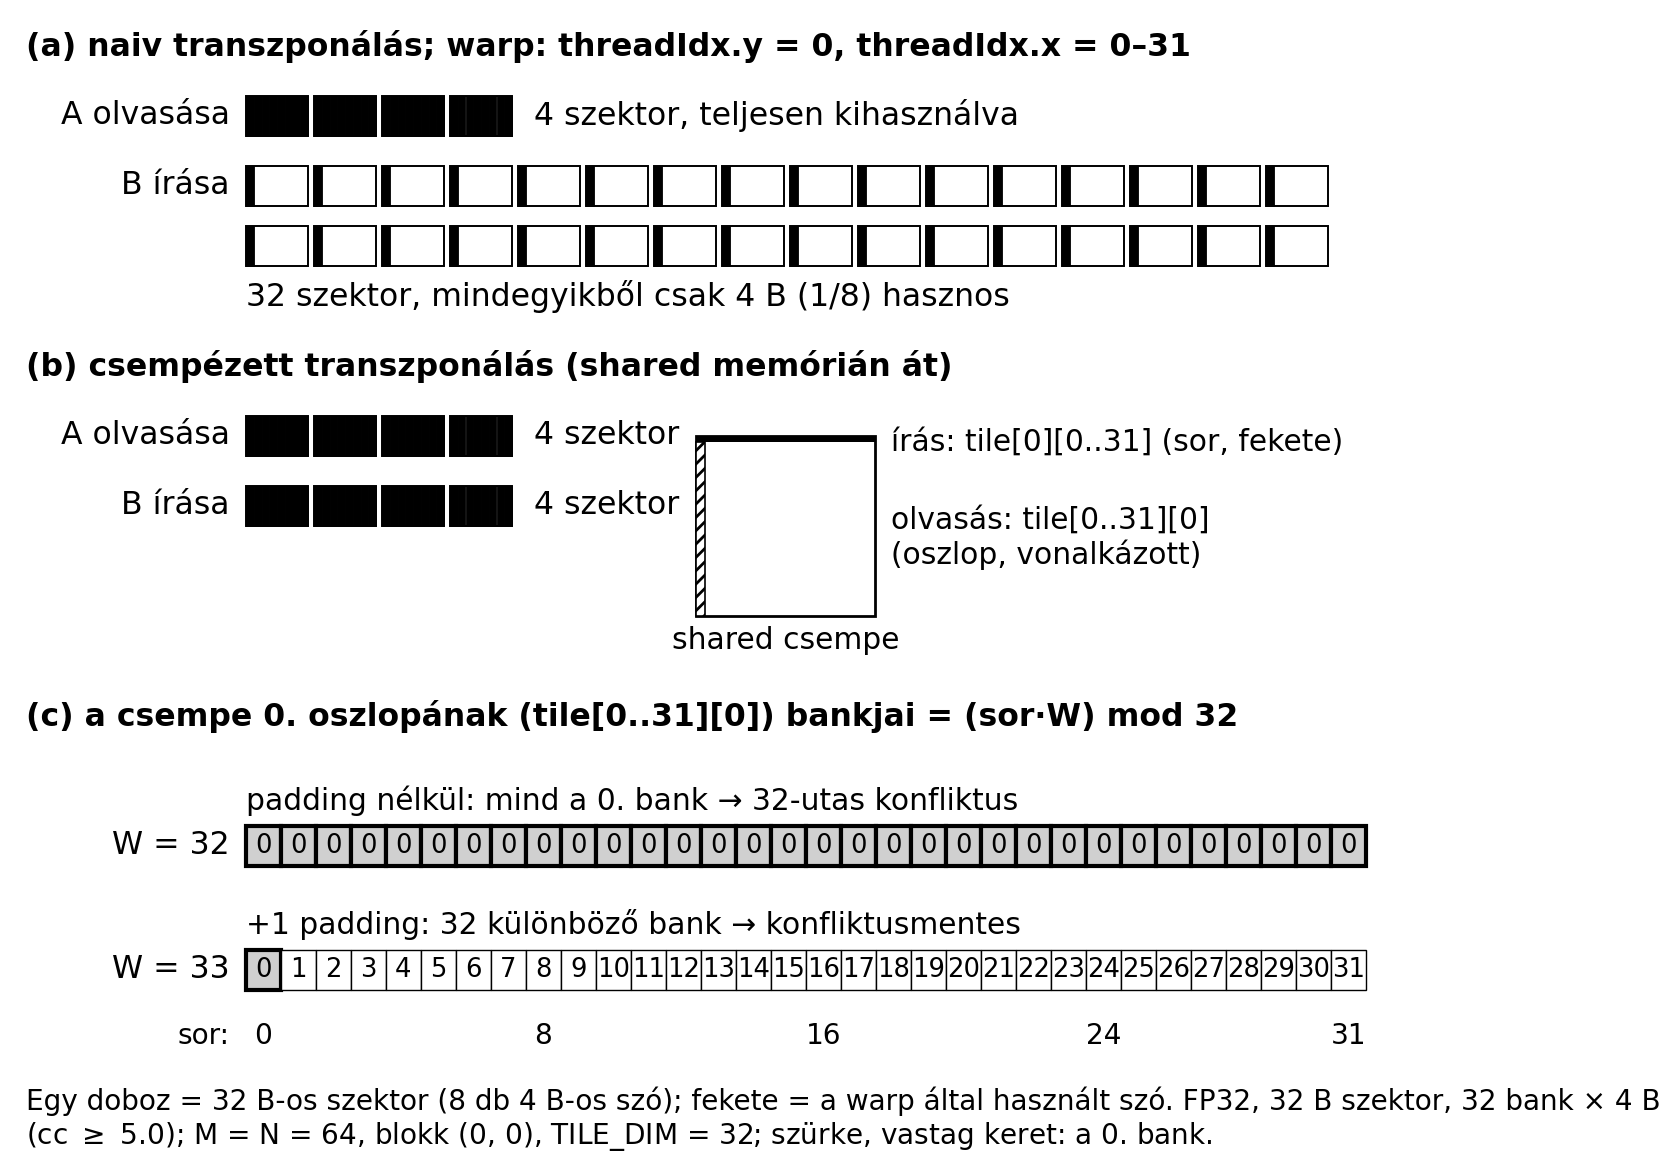 (a) naiv transzponálás; warp: threadIdx.y = 0, threadIdx.x = 0–31
A olvasása 4 szektor, teljesen kihasználva
B írása
32 szektor, mindegyikből csak 4 B (1/8) hasznos
(b) csempézett transzponálás (shared memórián át)
A olvasása 4 szektor
írás: tile[0][0..31] (sor, fekete)
B írása 4 szektor
olvasás: tile[0..31][0]
(oszlop, vonalkázott)
shared csempe
(c) a csempe 0. oszlopának (tile[0..31][0]) bankjai = (sor·W) mod 32
padding nélkül: mind a 0. bank → 32-utas konfliktus
W = 32 0 0 0 0 0 0 0 0 0 0 0 0 0 0 0 0 0 0 0 0 0 0 0 0 0 0 0 0 0 0 0 0
+1 padding: 32 különböző bank → konfliktusmentes
W = 33 0 1 2 3 4 5 6 7 8 9 10 11 12 13 14 15 16 17 18 19 20 21 22 23 24 25 26 27 28 29 30 31
sor: 0 8 16 24 31
Egy doboz = 32 B-os szektor (8 db 4 B-os szó); fekete = a warp által használt szó. FP32, 32 B szektor, 32 bank × 4 B
(cc ≥ 5.0); M = N = 64, blokk (0, 0), TILE_DIM = 32; szürke, vastag keret: a 0. bank.